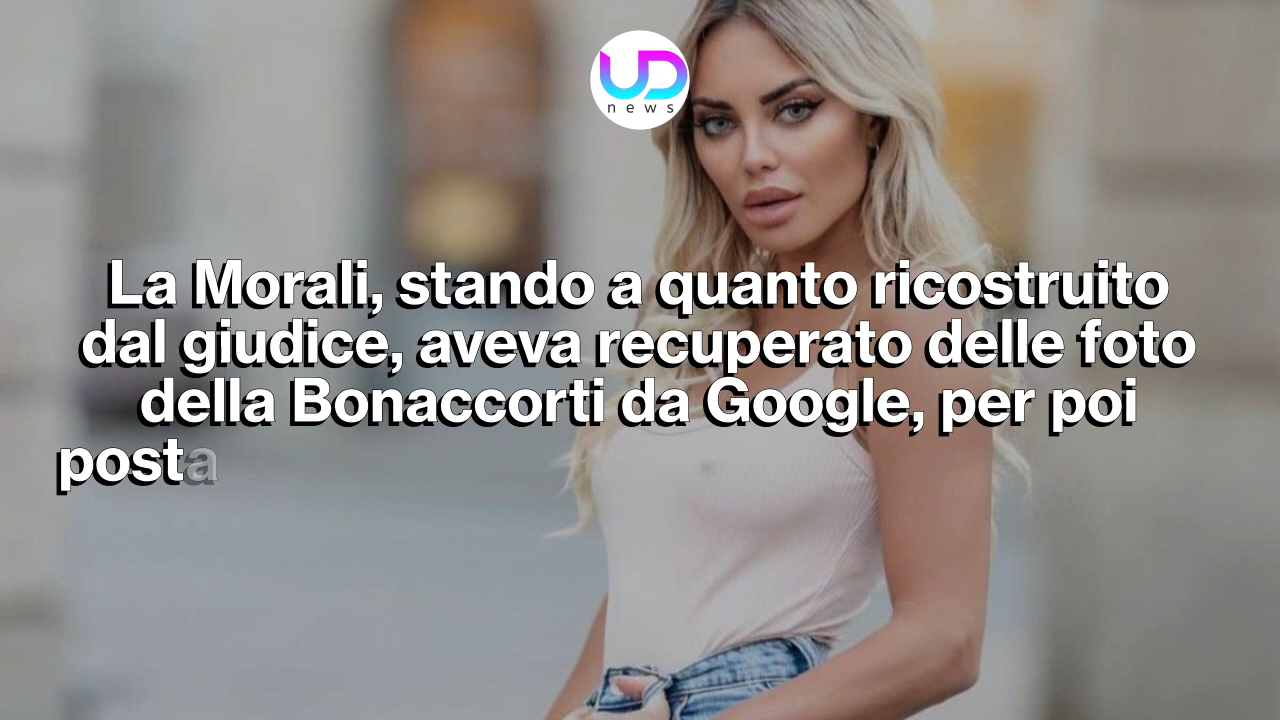 UD
news
La Morali, stando a quanto ricostruito
dal giudice, aveva recuperato delle foto
della Bonaccorti da Google, per poi
posta